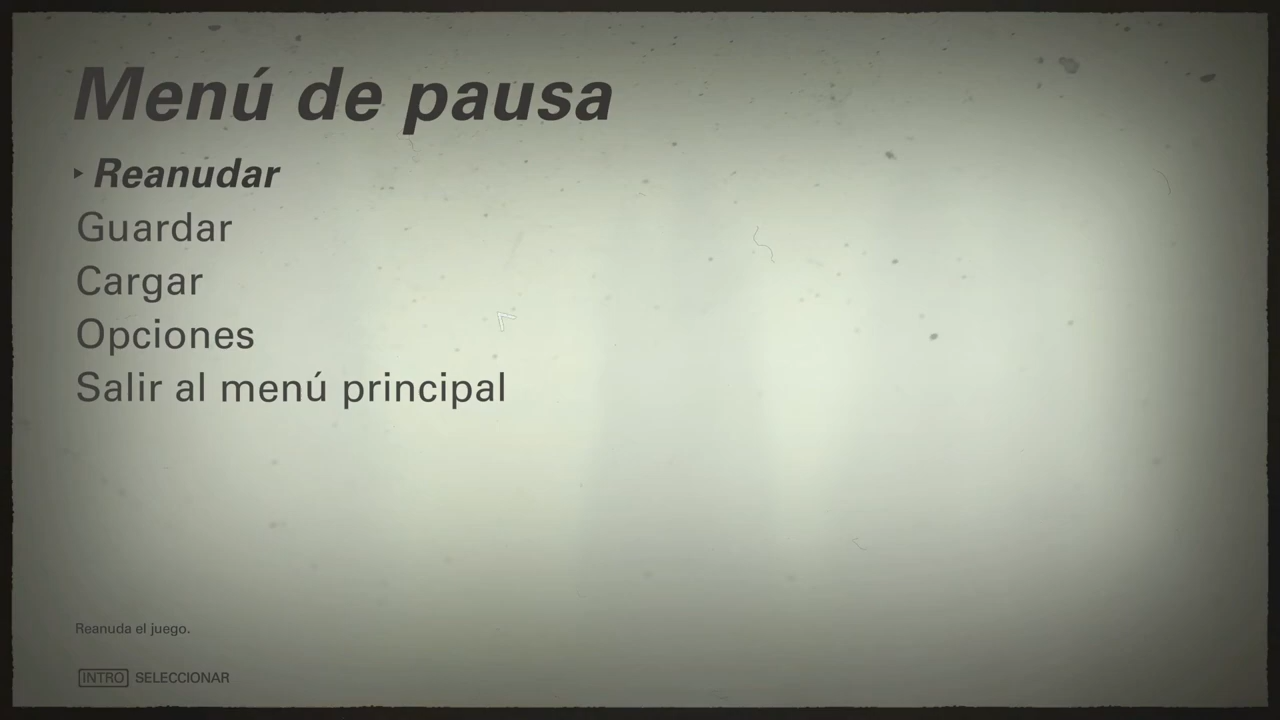 Menú de pausa
Reanudar
Guardar
Cargar
Opciones
Salir al menú principal
Reanuda el juego.
INTRO SELECCIONAR